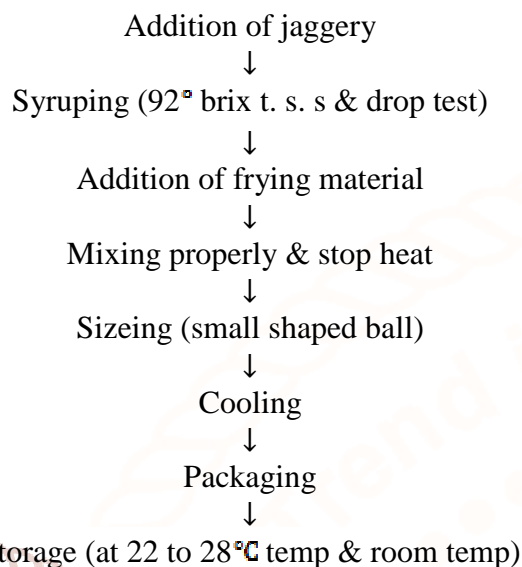 Addition of jaggery
↓
Syruping (92° brix t. s. s & drop test)
↓
Addition of frying material
↓
Mixing properly & stop heat
↓
Sizeing (small shaped ball)
↓
Cooling
↓
Packaging
↓
torage (at 22 to 28°C temp & room temp)